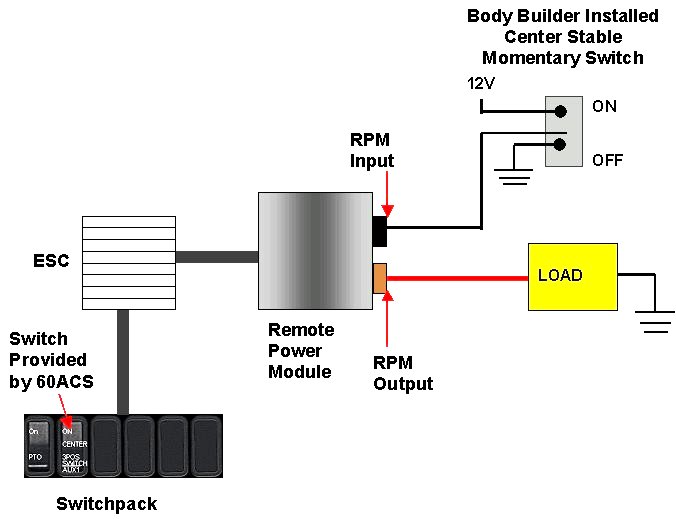 Body Builder Installed
Center Stable
Momentary Switch
12V
ON
OFF
RPM
Input
ESC
LOAD
Remote
Power
Module
RPM
Output
Switch
Provided
by 60ACS
On
PTO
ON
CENTER
3POS
SWITCH
AUX1
Switchpack